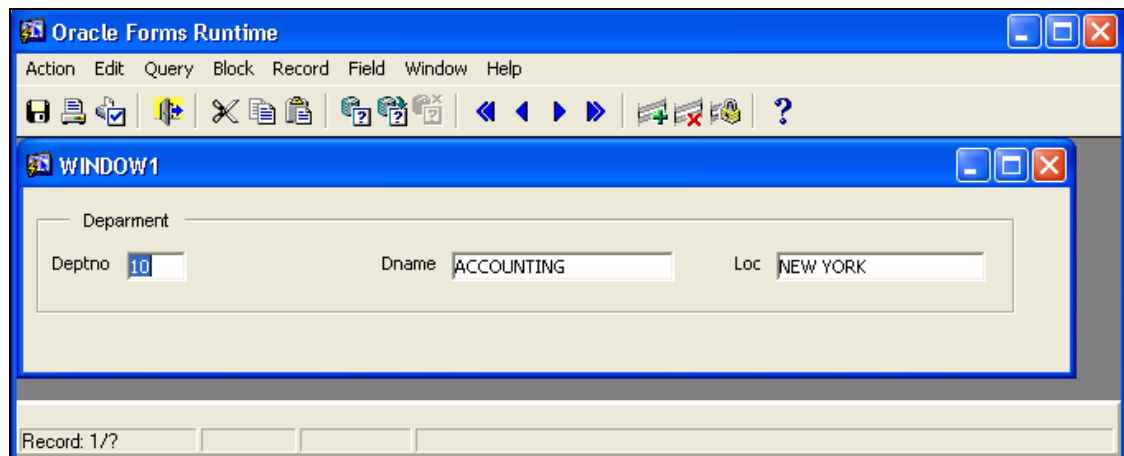 Oracle Forms Runtime
Action Edit Query Block Record Field Window Help
WINDOW1
Deparment
Deptno 10 Dname ACCOUNTING Loc NEW YORK
Record: 1/?